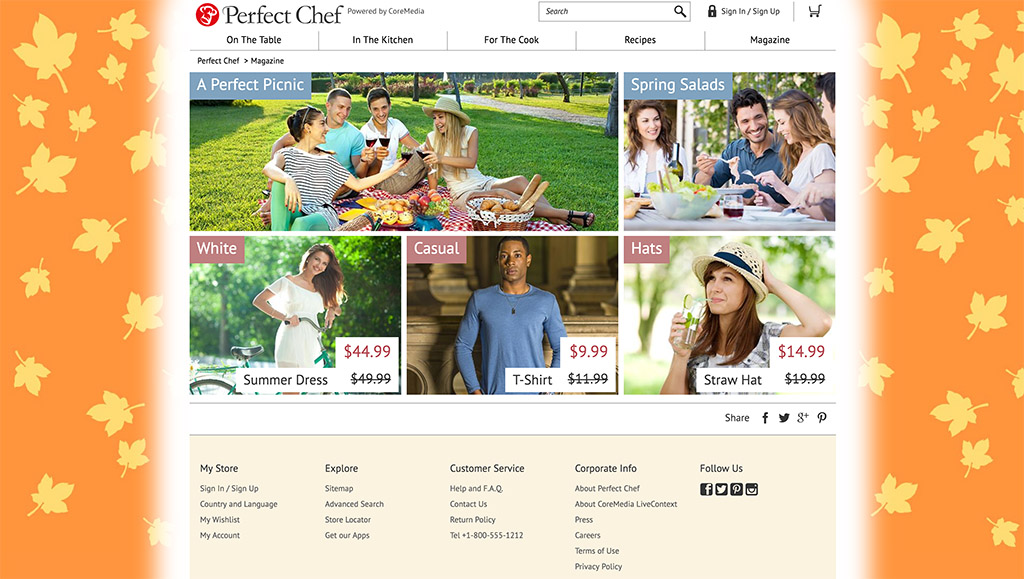 Perfect Chef Powered by CoreMedia
Search
Sign In / Sign Up
On The Table In The Kitchen For The Cook Recipes Magazine
Perfect Chef > Magazine
A Perfect Picnic
Spring Salads
White
Casual
Hats
$44.99
Summer Dress $49.99
$9.99
T-Shirt $11.99
$14.99
Straw Hat $19.99
Share
My Store
Sign In / Sign Up
Country and Language
My Wishlist
My Account
Explore
Sitemap
Advanced Search
Store Locator
Get our Apps
Customer Service
Help and F.A.Q.
Contact Us
Return Policy
Tel +1-800-555-1212
Corporate Info
About Perfect Chef
About CoreMedia LiveContext
Press
Careers
Terms of Use
Privacy Policy
Follow Us